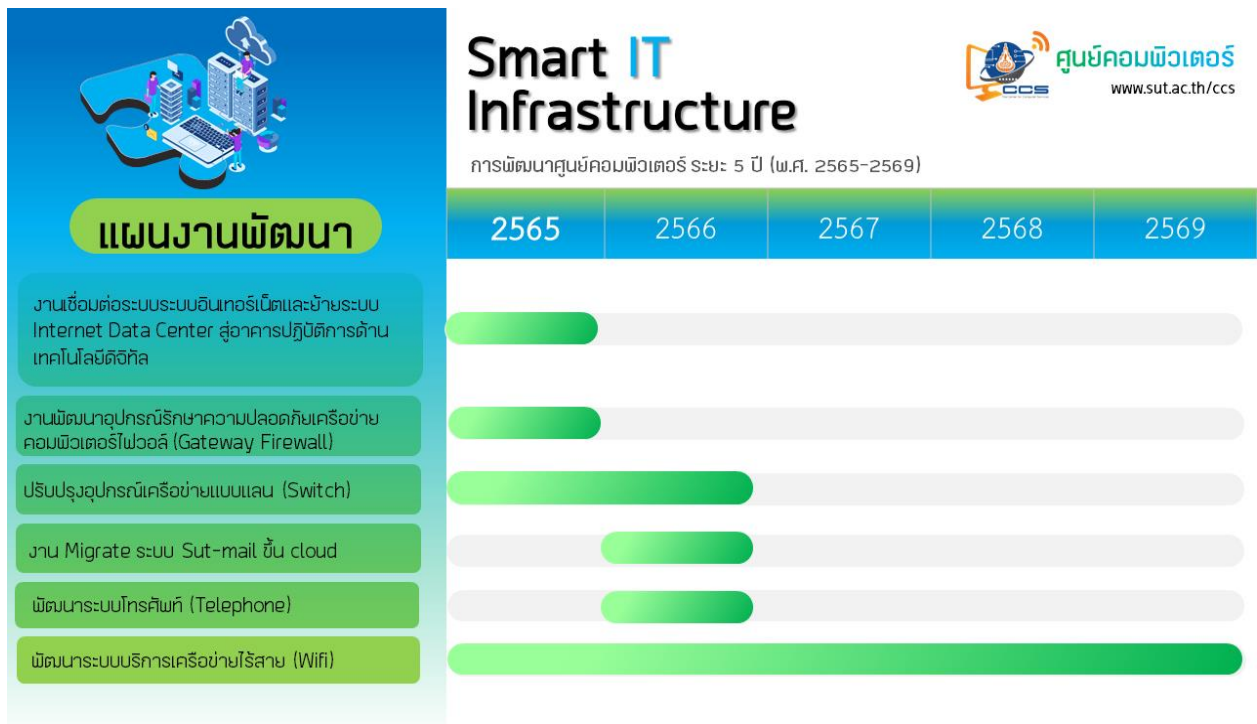 Smart IT
Infrastructure
การพัฒนาศูนย์คอมพิวเตอร์ ระยะ 5 ปี (พ.ศ. 2565-2569)
CCS
ศูนย์คอมพิวเตอร์
www.sut.ac.th/ccs
แผนงานพัฒนา
2565 2566 2567 2568 2569
งานเชื่อมต่อระบบระบบอินเทอร์เน็ตและย้ายระบบ
Internet Data Center สู่อาคารปฏิบัติการด้าน
เทคโนโลยีดิจิทัล
งานพัฒนาอุปกรณ์รักษาความปลอดภัยเครือข่าย
คอมพิวเตอร์ไฟวอล์ (Gateway Firewall)
ปรับปรุงอุปกรณ์เครือข่ายแบบแลน (Switch)
งาน Migrate ระบบ Sut-mail ขึ้น cloud
พัฒนาระบบโทรศัพท์ (Telephone)
พัฒนาระบบบริการเครือข่ายไร้สาย (Wifi)